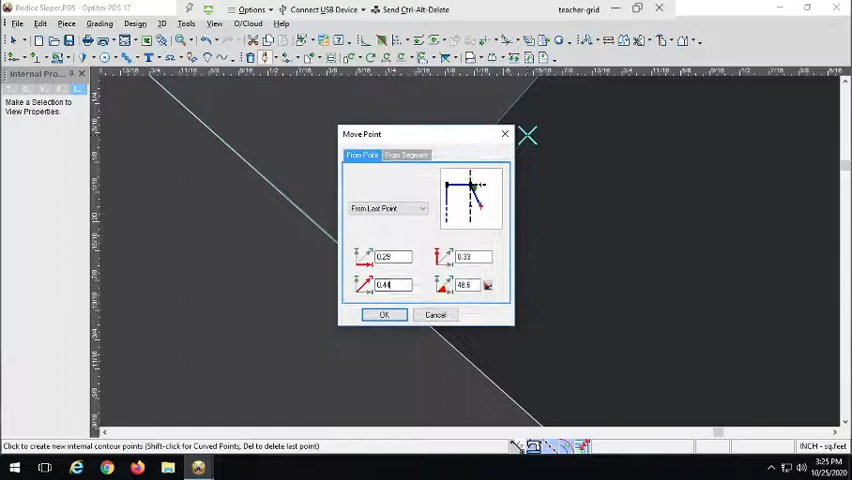 Bodice Sloper.PDS - Optitex PDS 17
Options
Connect USB Device
Send Ctrl-Alt-Delete
teacher-grid
File Edit Piece Grading Design 3D Tools View O/Cloud Help
Internal Pro...
Make a Selection to
View Properties.
Move Point
From Point
From Segment
From Last Point
0.29
0.33
0.44
48.6
OK
Cancel
Click to create new internal contour points (Shift-click for Curved Points, Del to delete last point)
INCH - sq.feet
3:25 PM
10/25/2020